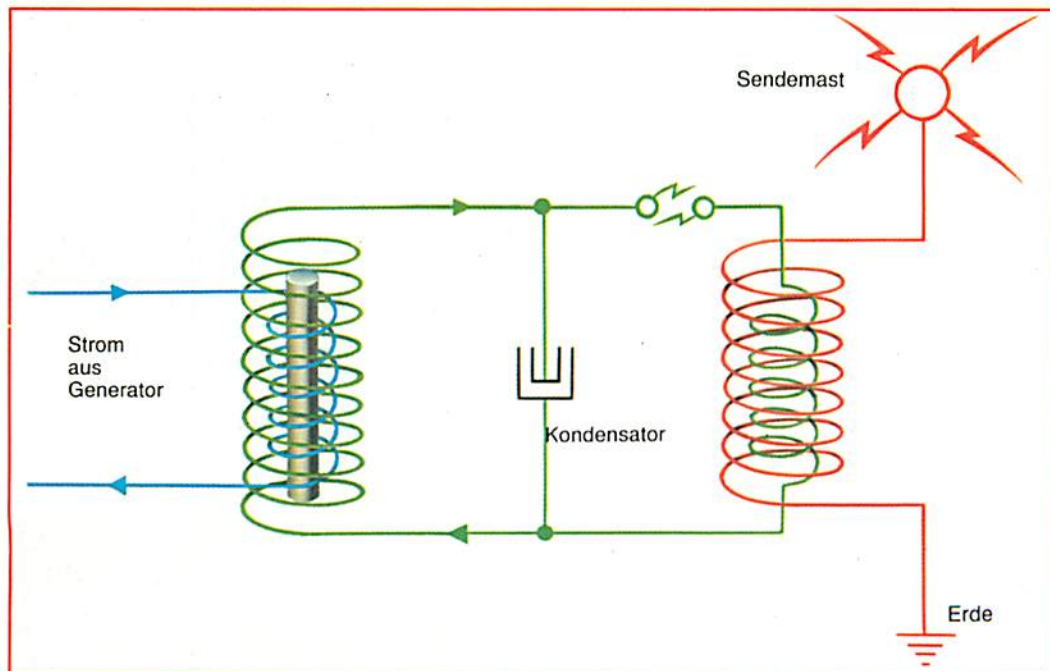 Sendemast
Strom
aus
Generator
Kondensator
Erde